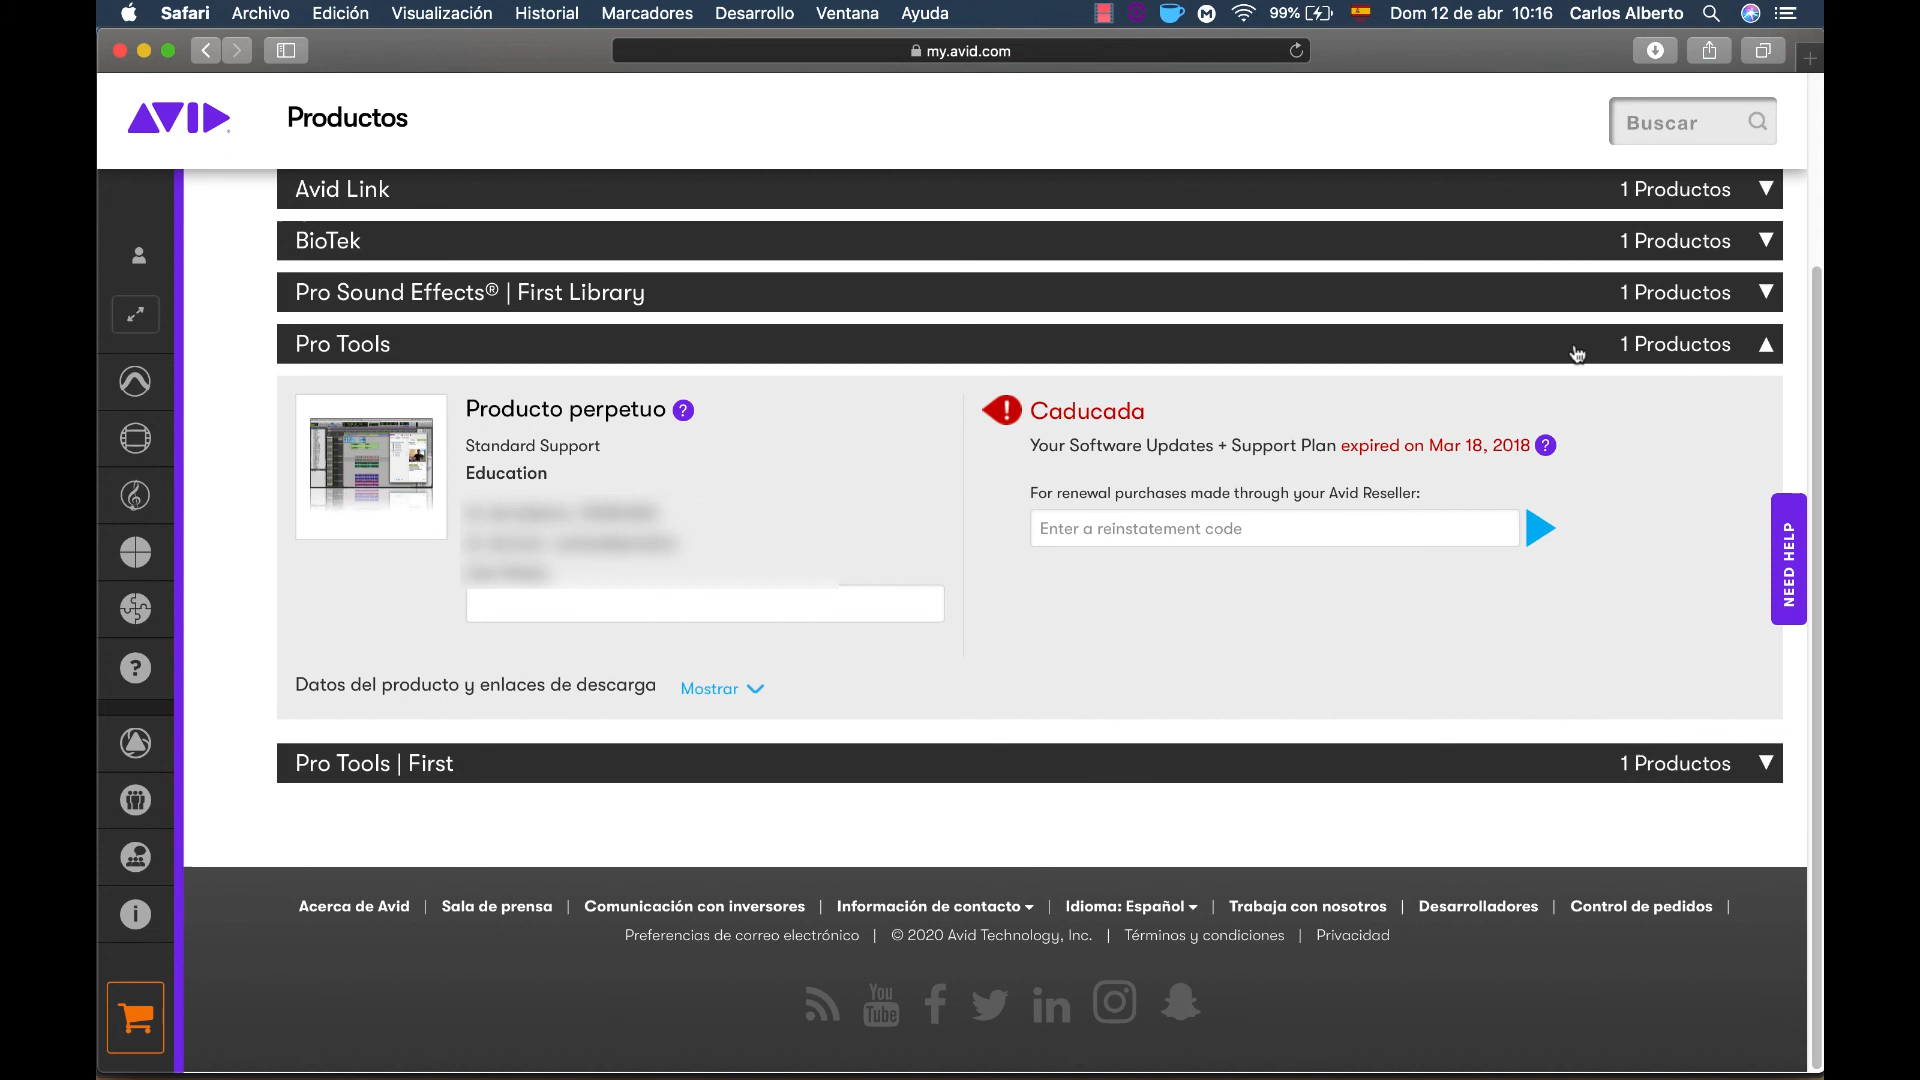 Safari Archivo Edición Visualización Historial Marcadores Desarrollo Ventana Ayuda 99% Dom 12 de abr 10:16 Carlos Alberto
my.avid.com
AVID Productos Buscar
Avid Link 1 Productos
BioTek 1 Productos
Pro Sound Effects® | First Library 1 Productos
Pro Tools 1 Productos
Producto perpetuo ?
Standard Support
Education
! Caducada
Your Software Updates + Support Plan expired on Mar 18, 2018 ?
For renewal purchases made through your Avid Reseller:
Enter a reinstatement code
NEED HELP
Datos del producto y enlaces de descarga Mostrar
Pro Tools | First 1 Productos
Acerca de Avid | Sala de prensa | Comunicación con inversores | Información de contacto | Idioma: Español | Trabaja con nosotros | Desarrolladores | Control de pedidos |
Preferencias de correo electrónico | © 2020 Avid Technology, Inc. | Términos y condiciones | Privacidad
You Tube